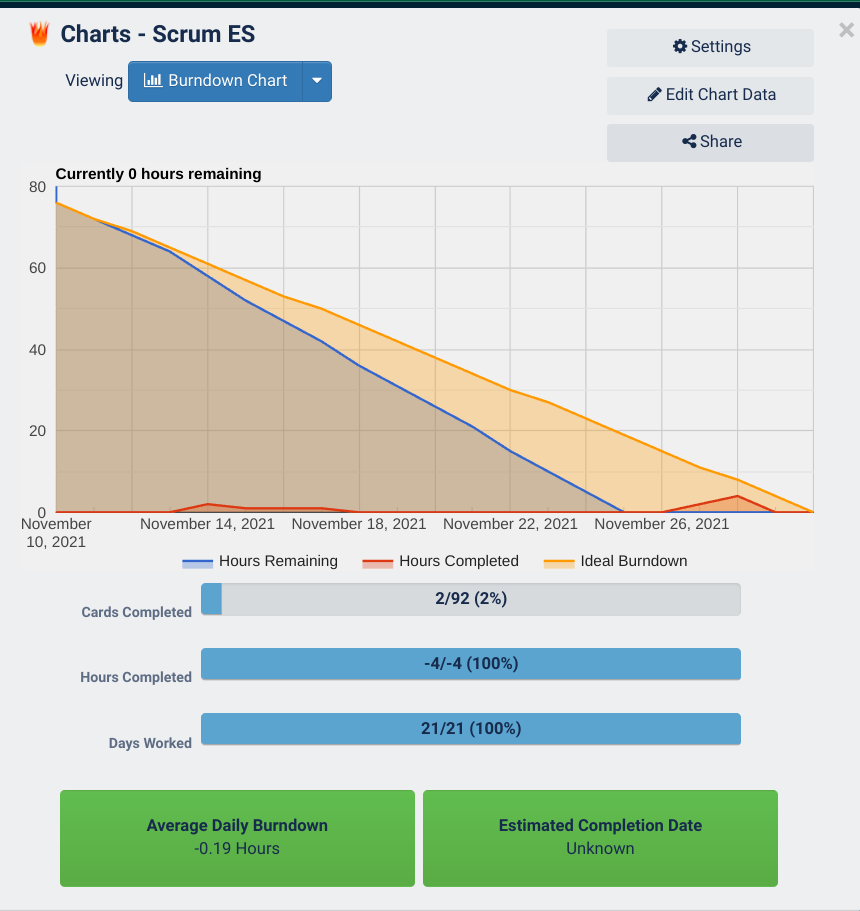 Charts - Scrum ES
Settings
Viewing
Burndown Chart
Edit Chart Data
Share
Currently 0 hours remaining
80
60
40
20
0
November 10, 2021
November 14, 2021
November 18, 2021
November 22, 2021
November 26, 2021
Hours Remaining
Hours Completed
Ideal Burndown
Cards Completed
2/92 (2%)
Hours Completed
-4/-4 (100%)
Days Worked
21/21 (100%)
Average Daily Burndown
-0.19 Hours
Estimated Completion Date
Unknown